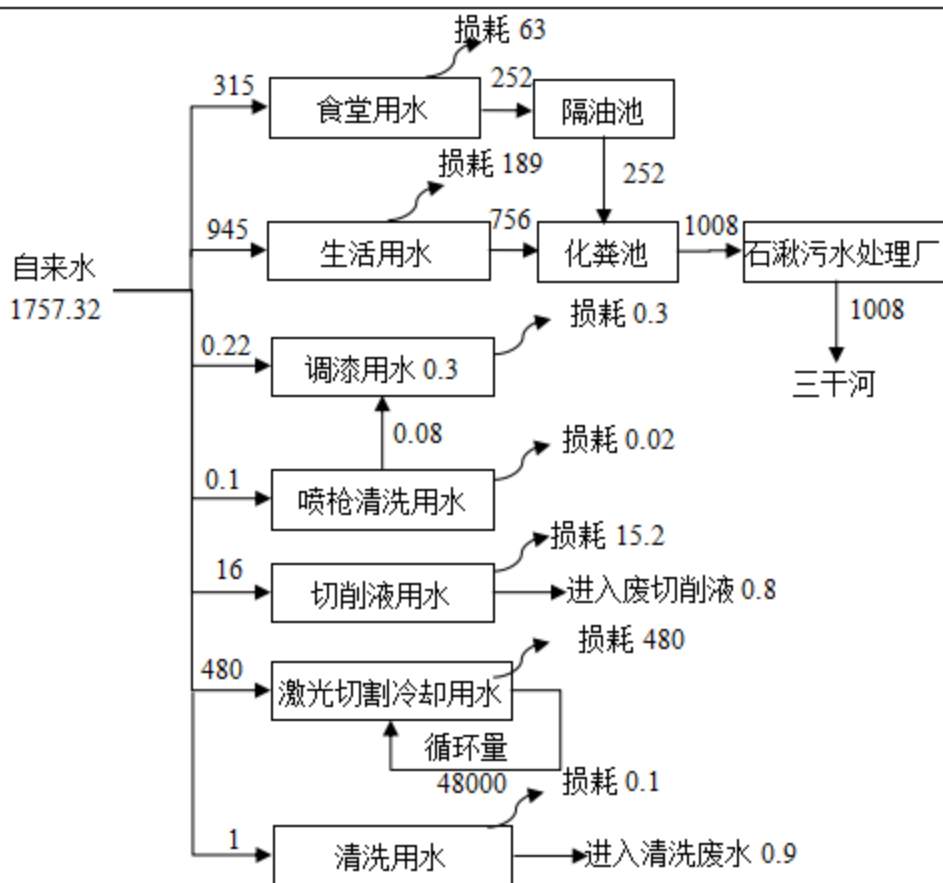 损耗 63
315
食堂用水
252
隔油池
损耗 189
252
945
生活用水
756
化粪池
1008
石湫污水处理厂
自来水
1757.32
1008
三干河
损耗 0.3
0.22
调漆用水 0.3
0.08
损耗 0.02
0.1
喷枪清洗用水
损耗 15.2
16
切削液用水
进入废切削液 0.8
损耗 480
480
激光切割冷却用水
循环量
48000
损耗 0.1
1
清洗用水
进入清洗废水 0.9